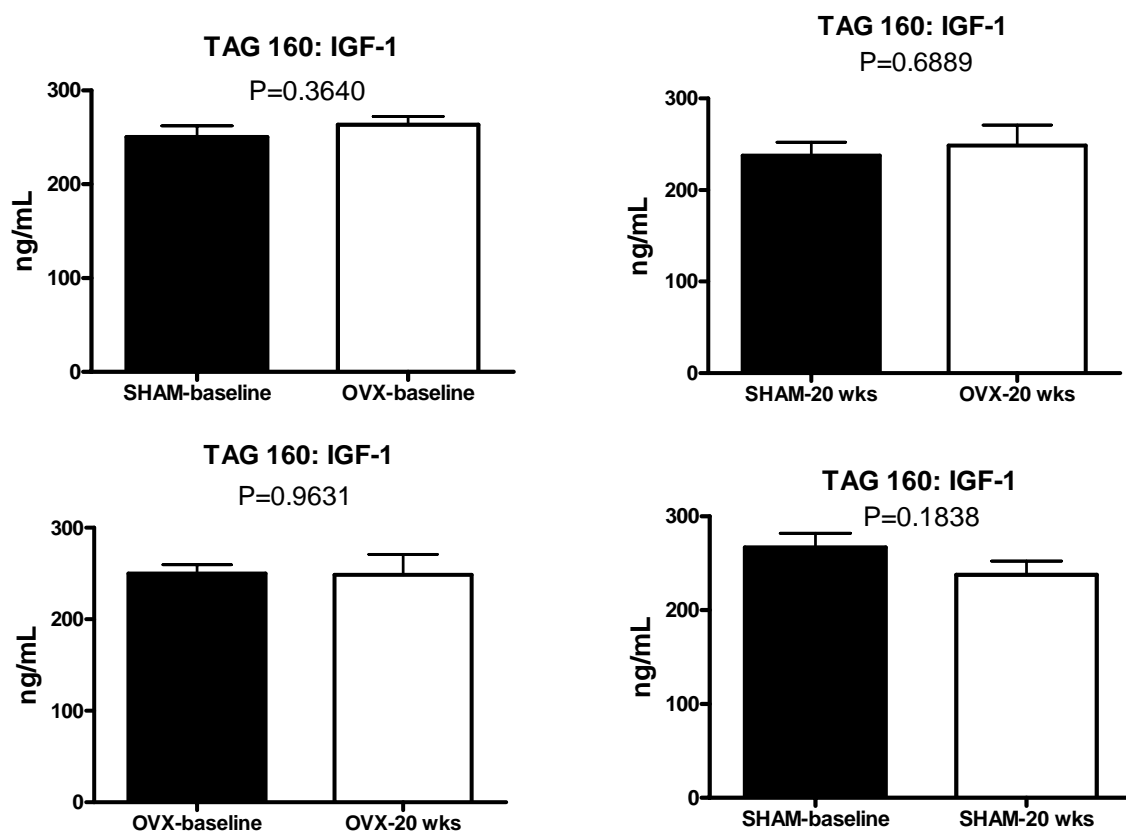 TAG 160: IGF-1
P=0.3640
300
200
100
0
ng/mL
SHAM-baseline OVX-baseline
TAG 160: IGF-1
P=0.6889
300
200
100
0
ng/mL
SHAM-20 wks OVX-20 wks
TAG 160: IGF-1
P=0.9631
300
200
100
0
ng/mL
OVX-baseline OVX-20 wks
TAG 160: IGF-1
P=0.1838
300
200
100
0
ng/mL
SHAM-baseline SHAM-20 wks